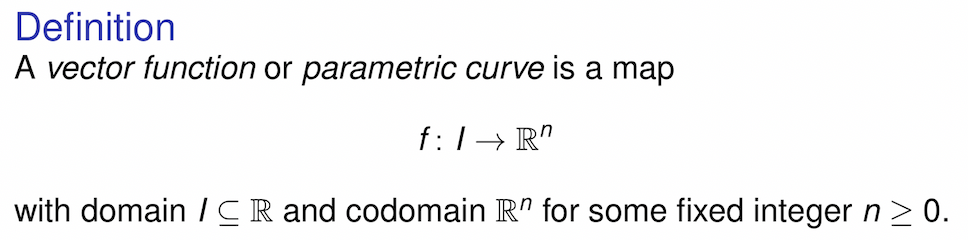 Definition
A vector function or parametric curve is a map
f : I → ℝⁿ
with domain I ⊆ ℝ and codomain ℝⁿ for some fixed integer n ≥ 0.